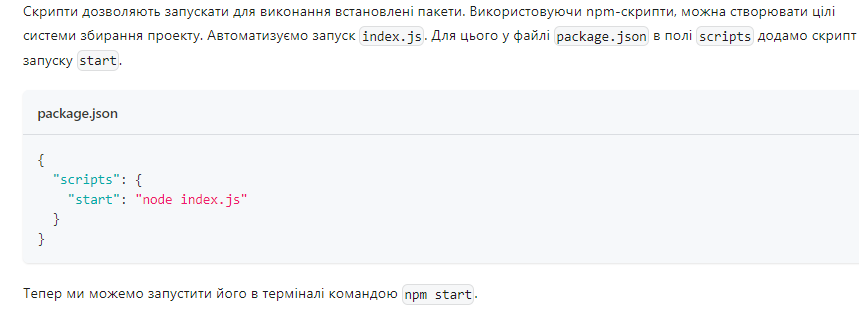 Скрипти дозволяють запускати для виконання встановлені пакети. Використовуючи npm-скрипти, можна створювати цілі
системи збирання проекту. Автоматизуємо запуск index.js. Для цього у файлі package.json в полі scripts додамо скрипт
запуску start.
package.json
{
  "scripts": {
    "start": "node index.js"
  }
}
Тепер ми можемо запустити його в терміналі командою npm start.